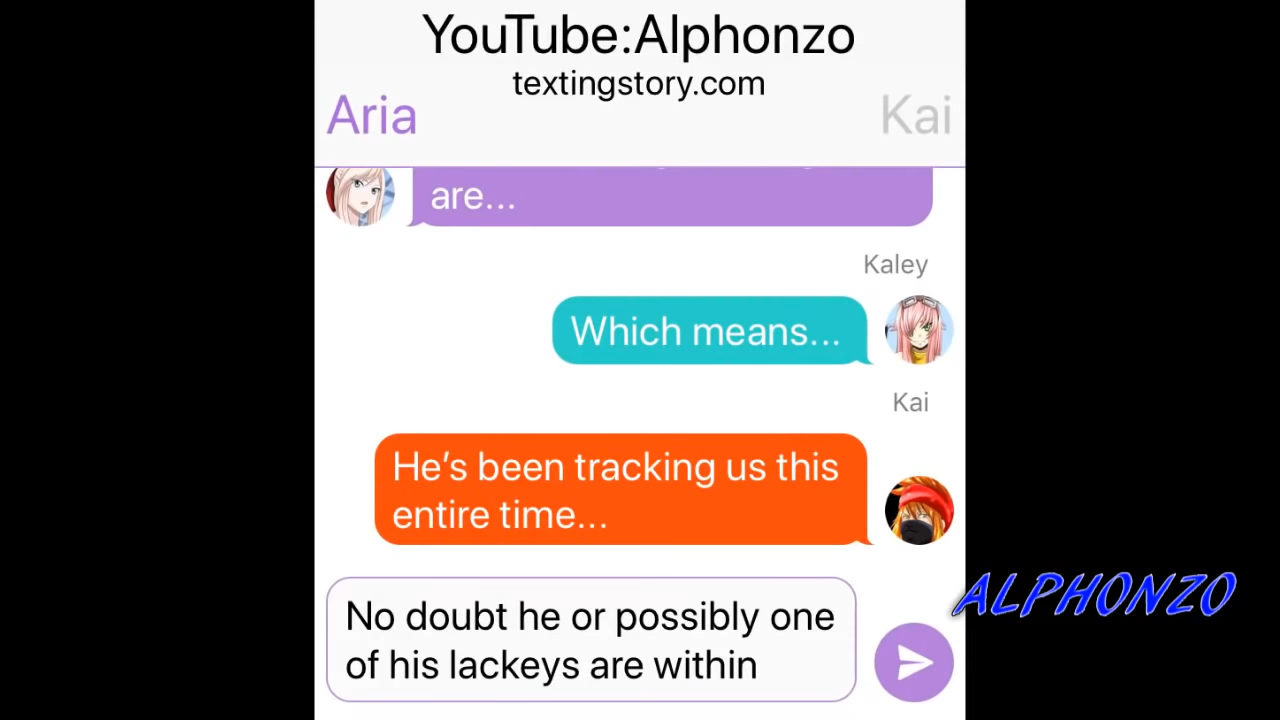 YouTube:Alphonzo
textingstory.com
Aria
Kai
are...
Kaley
Which means...
Kai
He's been tracking us this
entire time...
No doubt he or possibly one
of his lackeys are within
ALPHONZO